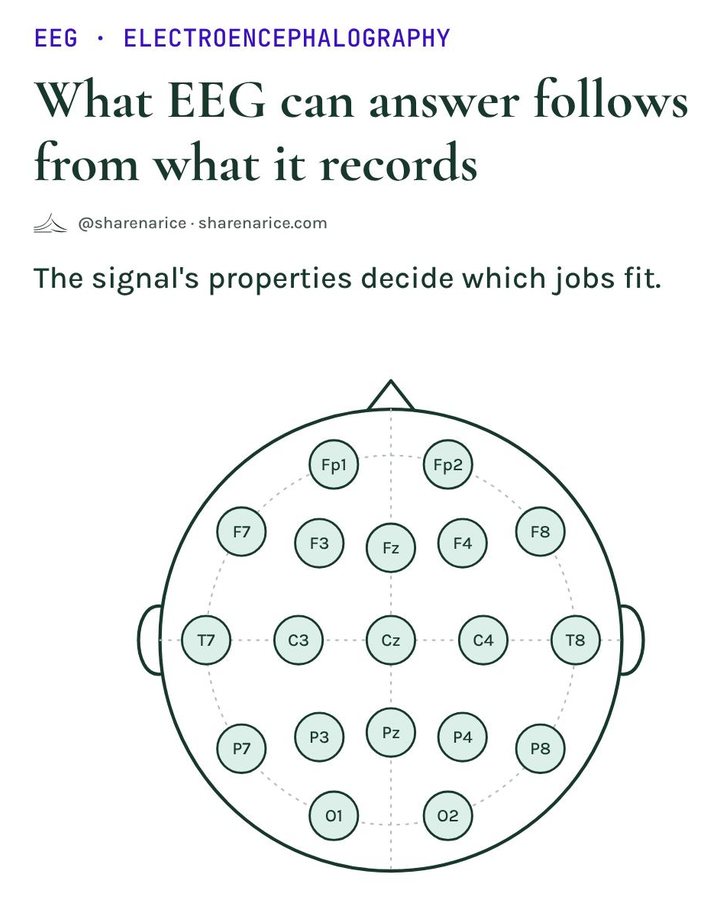 EEG · ELECTROENCEPHALOGRAPHY
What EEG can answer follows
from what it records
@sharenarice · sharenarice.com
The signal's properties decide which jobs fit.
Fp1 Fp2
F7 F3 Fz F4 F8
T7 C3 Cz C4 T8
P7 P3 Pz P4 P8
O1 O2